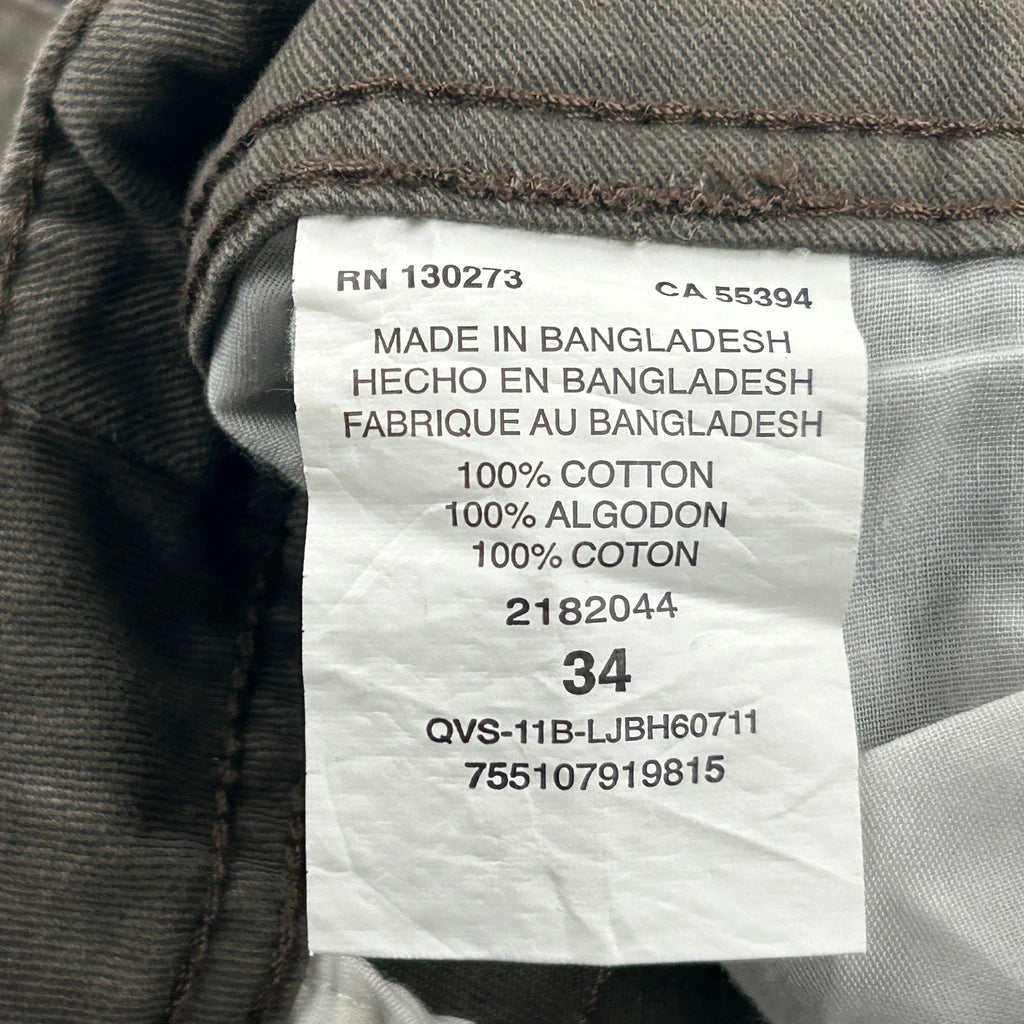 RN 130273 CA 55394
MADE IN BANGLADESH
HECHO EN BANGLADESH
FABRIQUE AU BANGLADESH
100% COTTON
100% ALGODON
100% COTON
2182044
34
QVS-11B-LJBH60711
755107919815